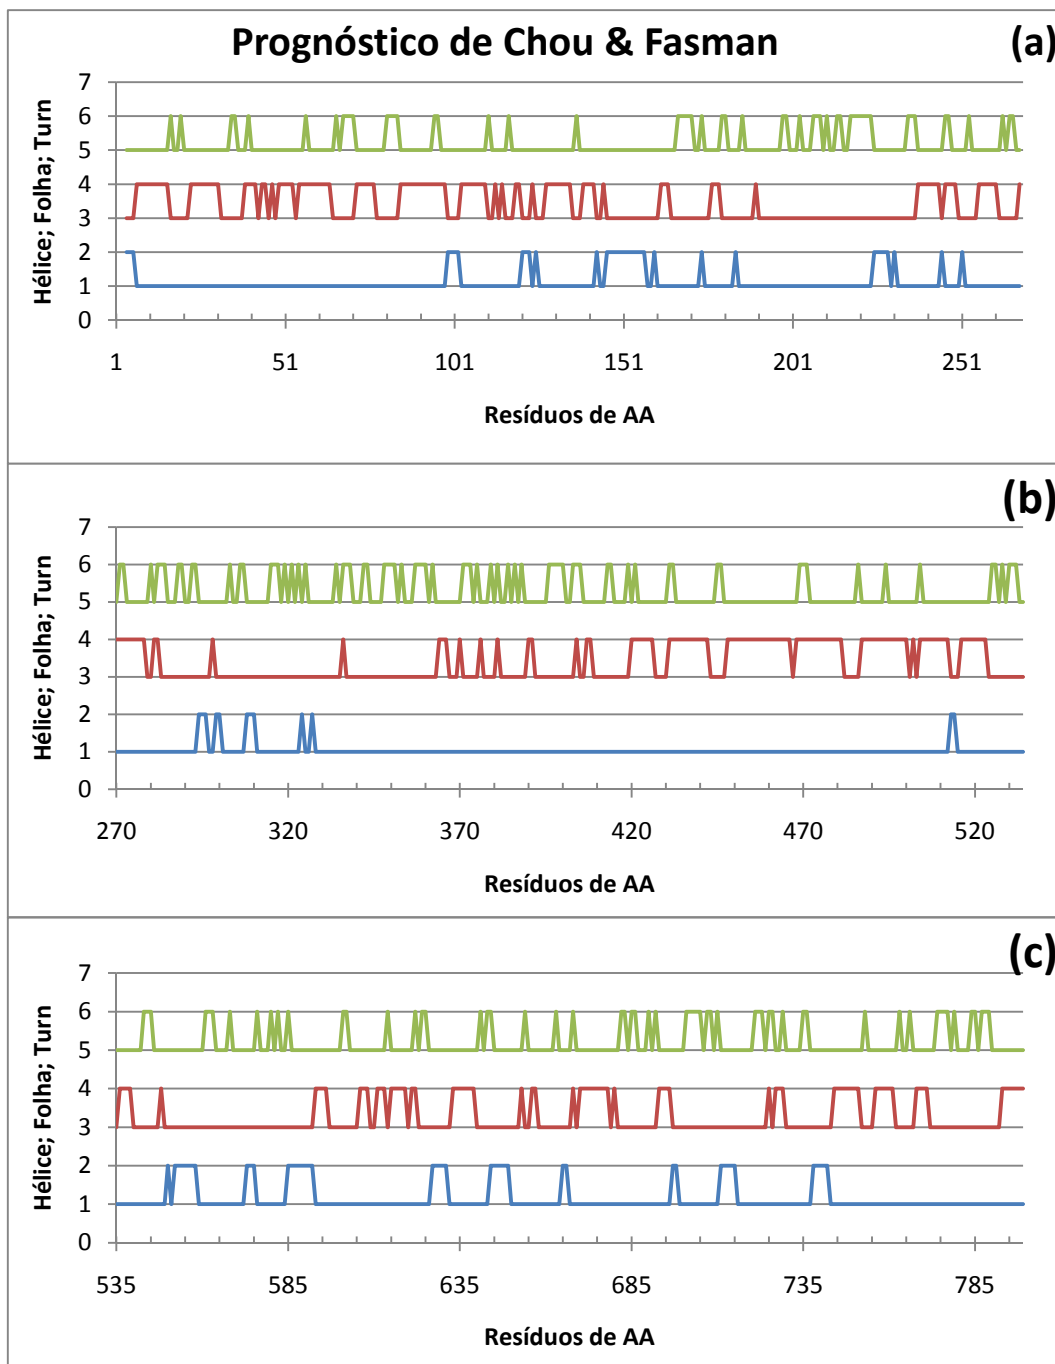 Prognóstico de Chou & Fasman (a)
Hélice; Folha; Turn
7
6
5
4
3
2
1
0
1 51 101 151 201 251
Resíduos de AA
(b)
Hélice; Folha; Turn
7
6
5
4
3
2
1
0
270 320 370 420 470 520
Resíduos de AA
(c)
Hélice; Folha; Turn
7
6
5
4
3
2
1
0
535 585 635 685 735 785
Resíduos de AA